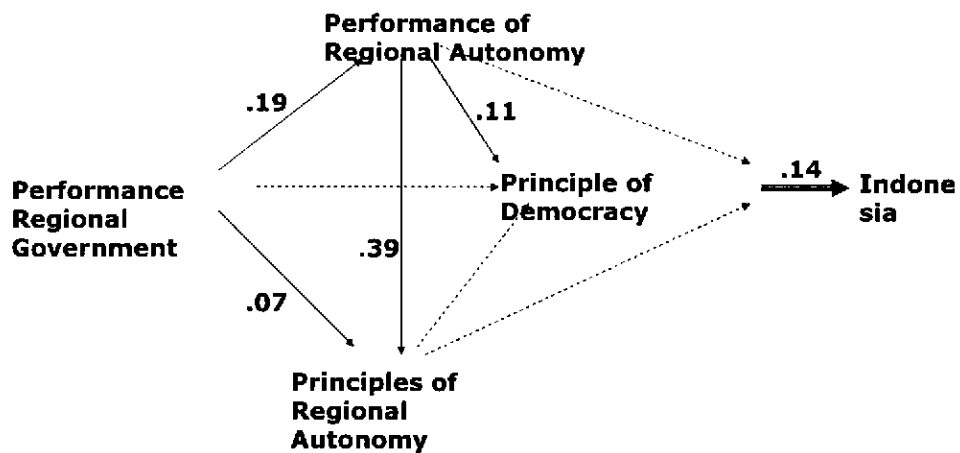 Performance of
Regional Autonomy
.19
.11
Performance
Regional
Government
Principle of
Democracy
.14
Indone
sia
.39
.07
Principles of
Regional
Autonomy